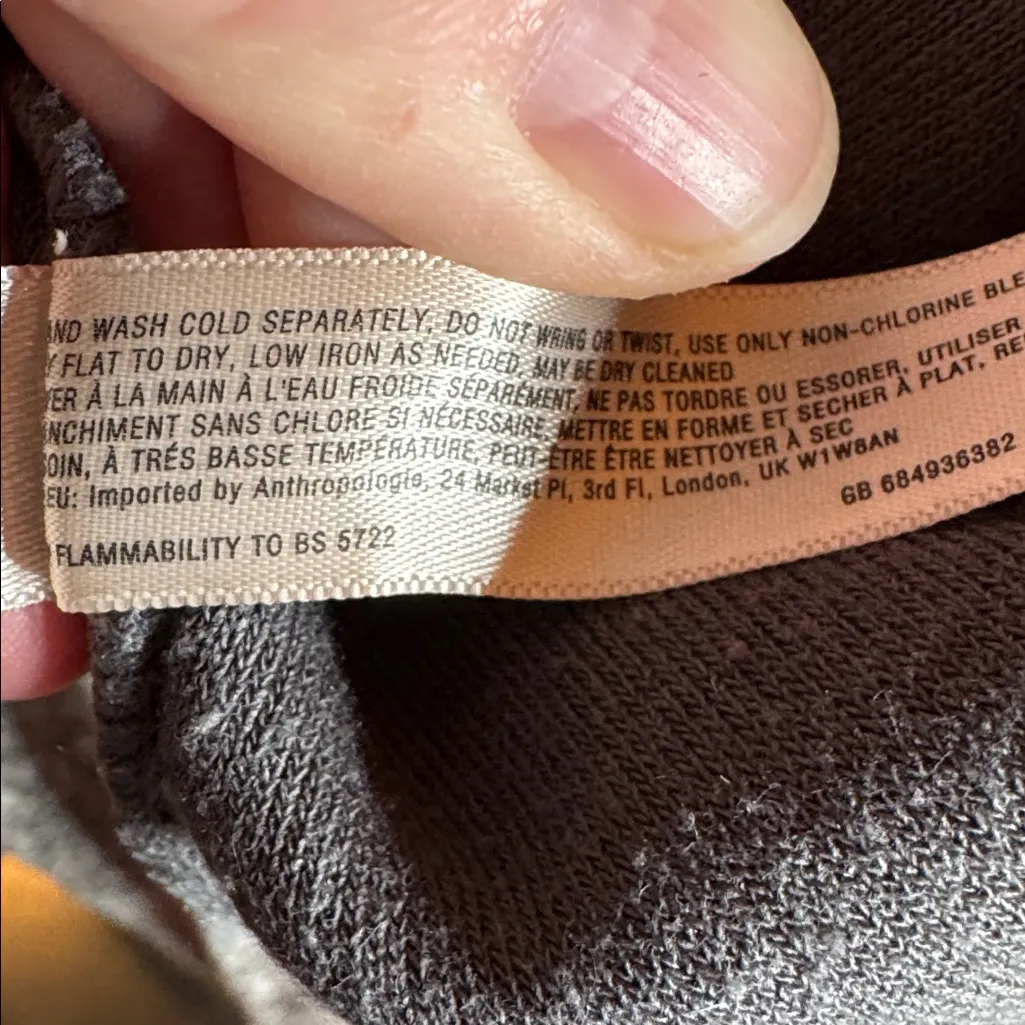 ND WASH COLD SEPARATELY, DO NOT WRING OR TWIST, USE ONLY NON-CHLORINE BLE
Y FLAT TO DRY, LOW IRON AS NEEDED, MAY BE DRY CLEANED
ER À LA MAIN À L'EAU FROIDE SÉPARÉMENT, NE PAS TORDRE OU ESSORER, UTILISER
NCHIMENT SANS CHLORE SI NÉCESSAIRE, METTRE EN FORME ET SECHER À PLAT, RE
OIN, À TRÉS BASSE TEMPÉRATURE, PEUT ÊTRE ÊTRE NETTOYER À SEC
EU: Imported by Anthropologie, 24 Market Pl, 3rd Fl, London, UK W1W8AN
GB 684936382
FLAMMABILITY TO BS 5722